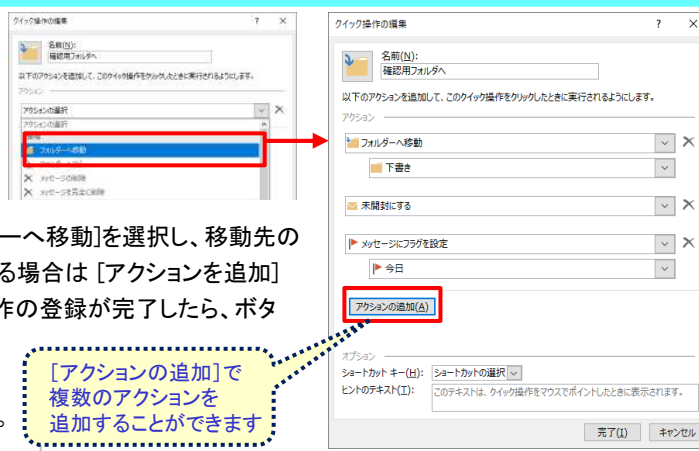 クイック操作の編集
? ×
名前(N):
確認用フォルダへ
以下のアクションを追加して、このクイック操作をクリックしたときに実行されるようにします。
アクション
アクションの選択
アクションの選択
フォルダーへ移動
メッセージの削除
メッセージを完全に削除
ーへ移動]を選択し、移動先の
る場合は [アクションを追加]
作の登録が完了したら、ボタ
。
[アクションの追加]で
複数のアクションを
追加することができます
クイック操作の編集
? ×
名前(N):
確認用フォルダへ
以下のアクションを追加して、このクイック操作をクリックしたときに実行されるようにします。
アクション
フォルダーへ移動
下書き
未開封にする
メッセージにフラグを設定
今日
アクションの追加(A)
オプション
ショートカット キー(H): ショートカットの選択
ヒントのテキスト(T): このテキストは、クイック操作をマウスでポイントしたときに表示されます。
完了(I) キャンセル